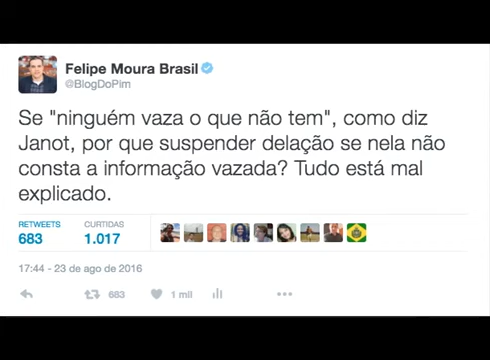 Felipe Moura Brasil
@BlogDoPim
Se "ninguém vaza o que não tem", como diz
Janot, por que suspender delação se nela não
consta a informação vazada? Tudo está mal
explicado.
RETWEETS CURTIDAS
683 1.017
17:44 - 23 de ago de 2016
683 1 mil